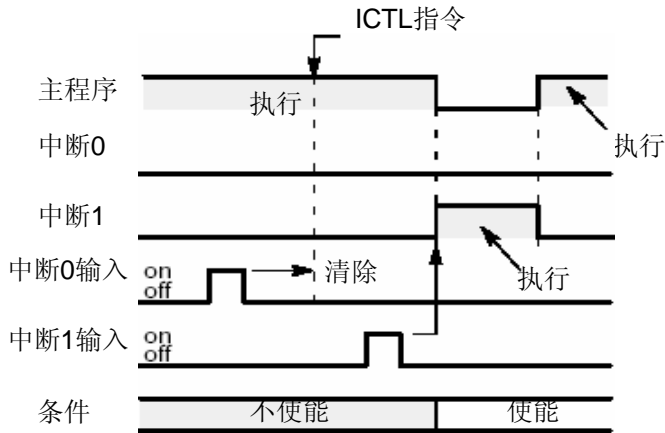 ICTL指令
主程序
执行
执行
中断0
中断1
执行
中断0输入
on
off
清除
中断1输入
on
off
条件
不使能
使能